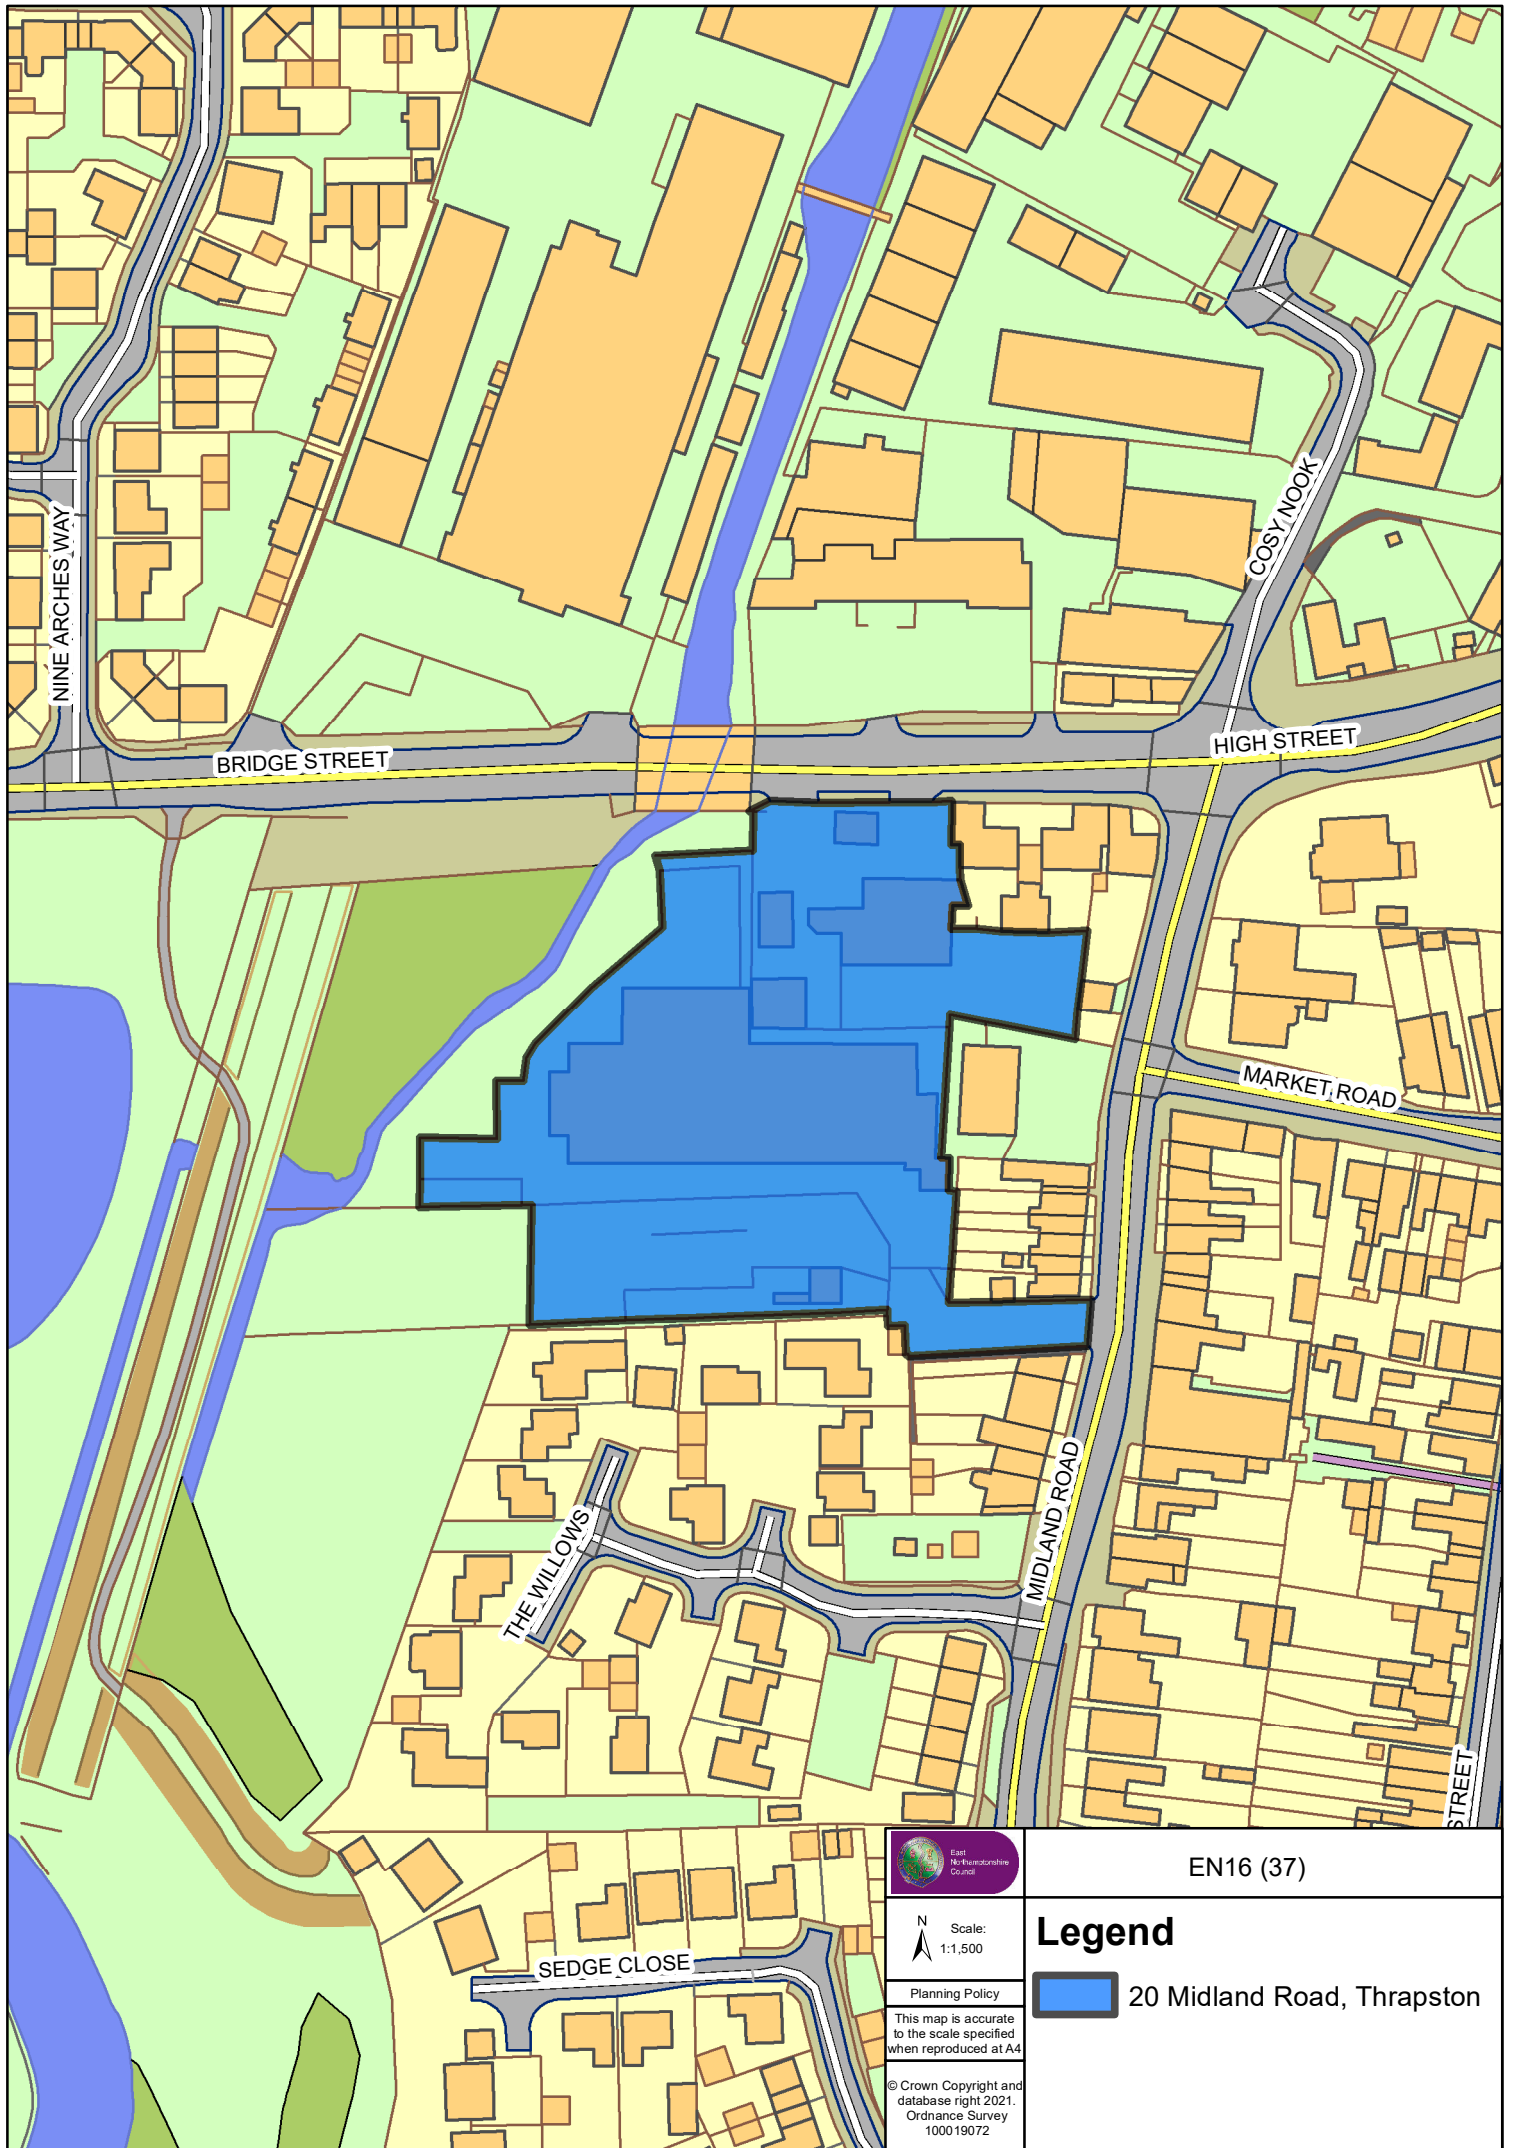 COSY NOOK
NINE ARCHES WAY
BRIDGE STREET
HIGH STREET
MARKET ROAD
MIDLAND ROAD
THE WILLOWS
STREET
SEDGE CLOSE
East
Northamptonshire
Council
EN16 (37)
N
Scale:
1:1,500
Legend
20 Midland Road, Thrapston
Planning Policy
This map is accurate
to the scale specified
when reproduced at A4
© Crown Copyright and
database right 2021.
Ordnance Survey
100019072